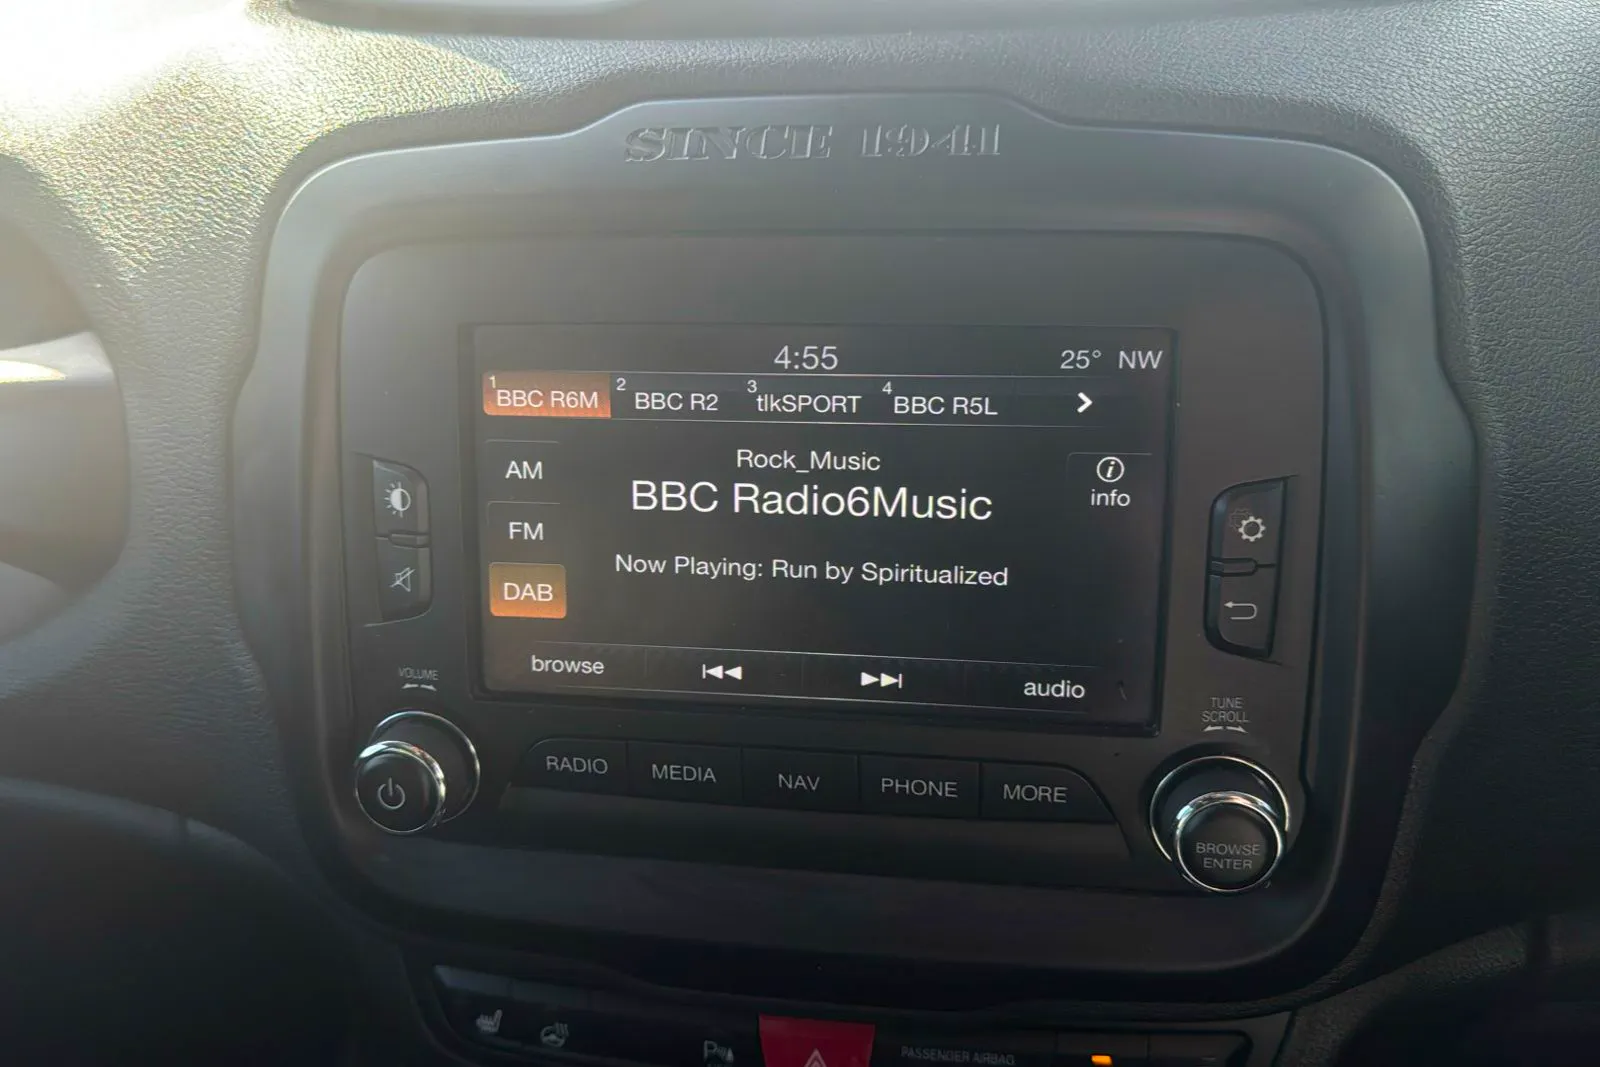 SINCE 1941
4:55 25° NW
1 BBC R6M 2 BBC R2 3 tlkSPORT 4 BBC R5L
AM
FM
DAB
Rock_Music
BBC Radio6Music
Now Playing: Run by Spiritualized
i
info
browse
audio
VOLUME
TUNE
SCROLL
RADIO MEDIA NAV PHONE MORE
BROWSE
ENTER
P
PASSENGER AIRBAG